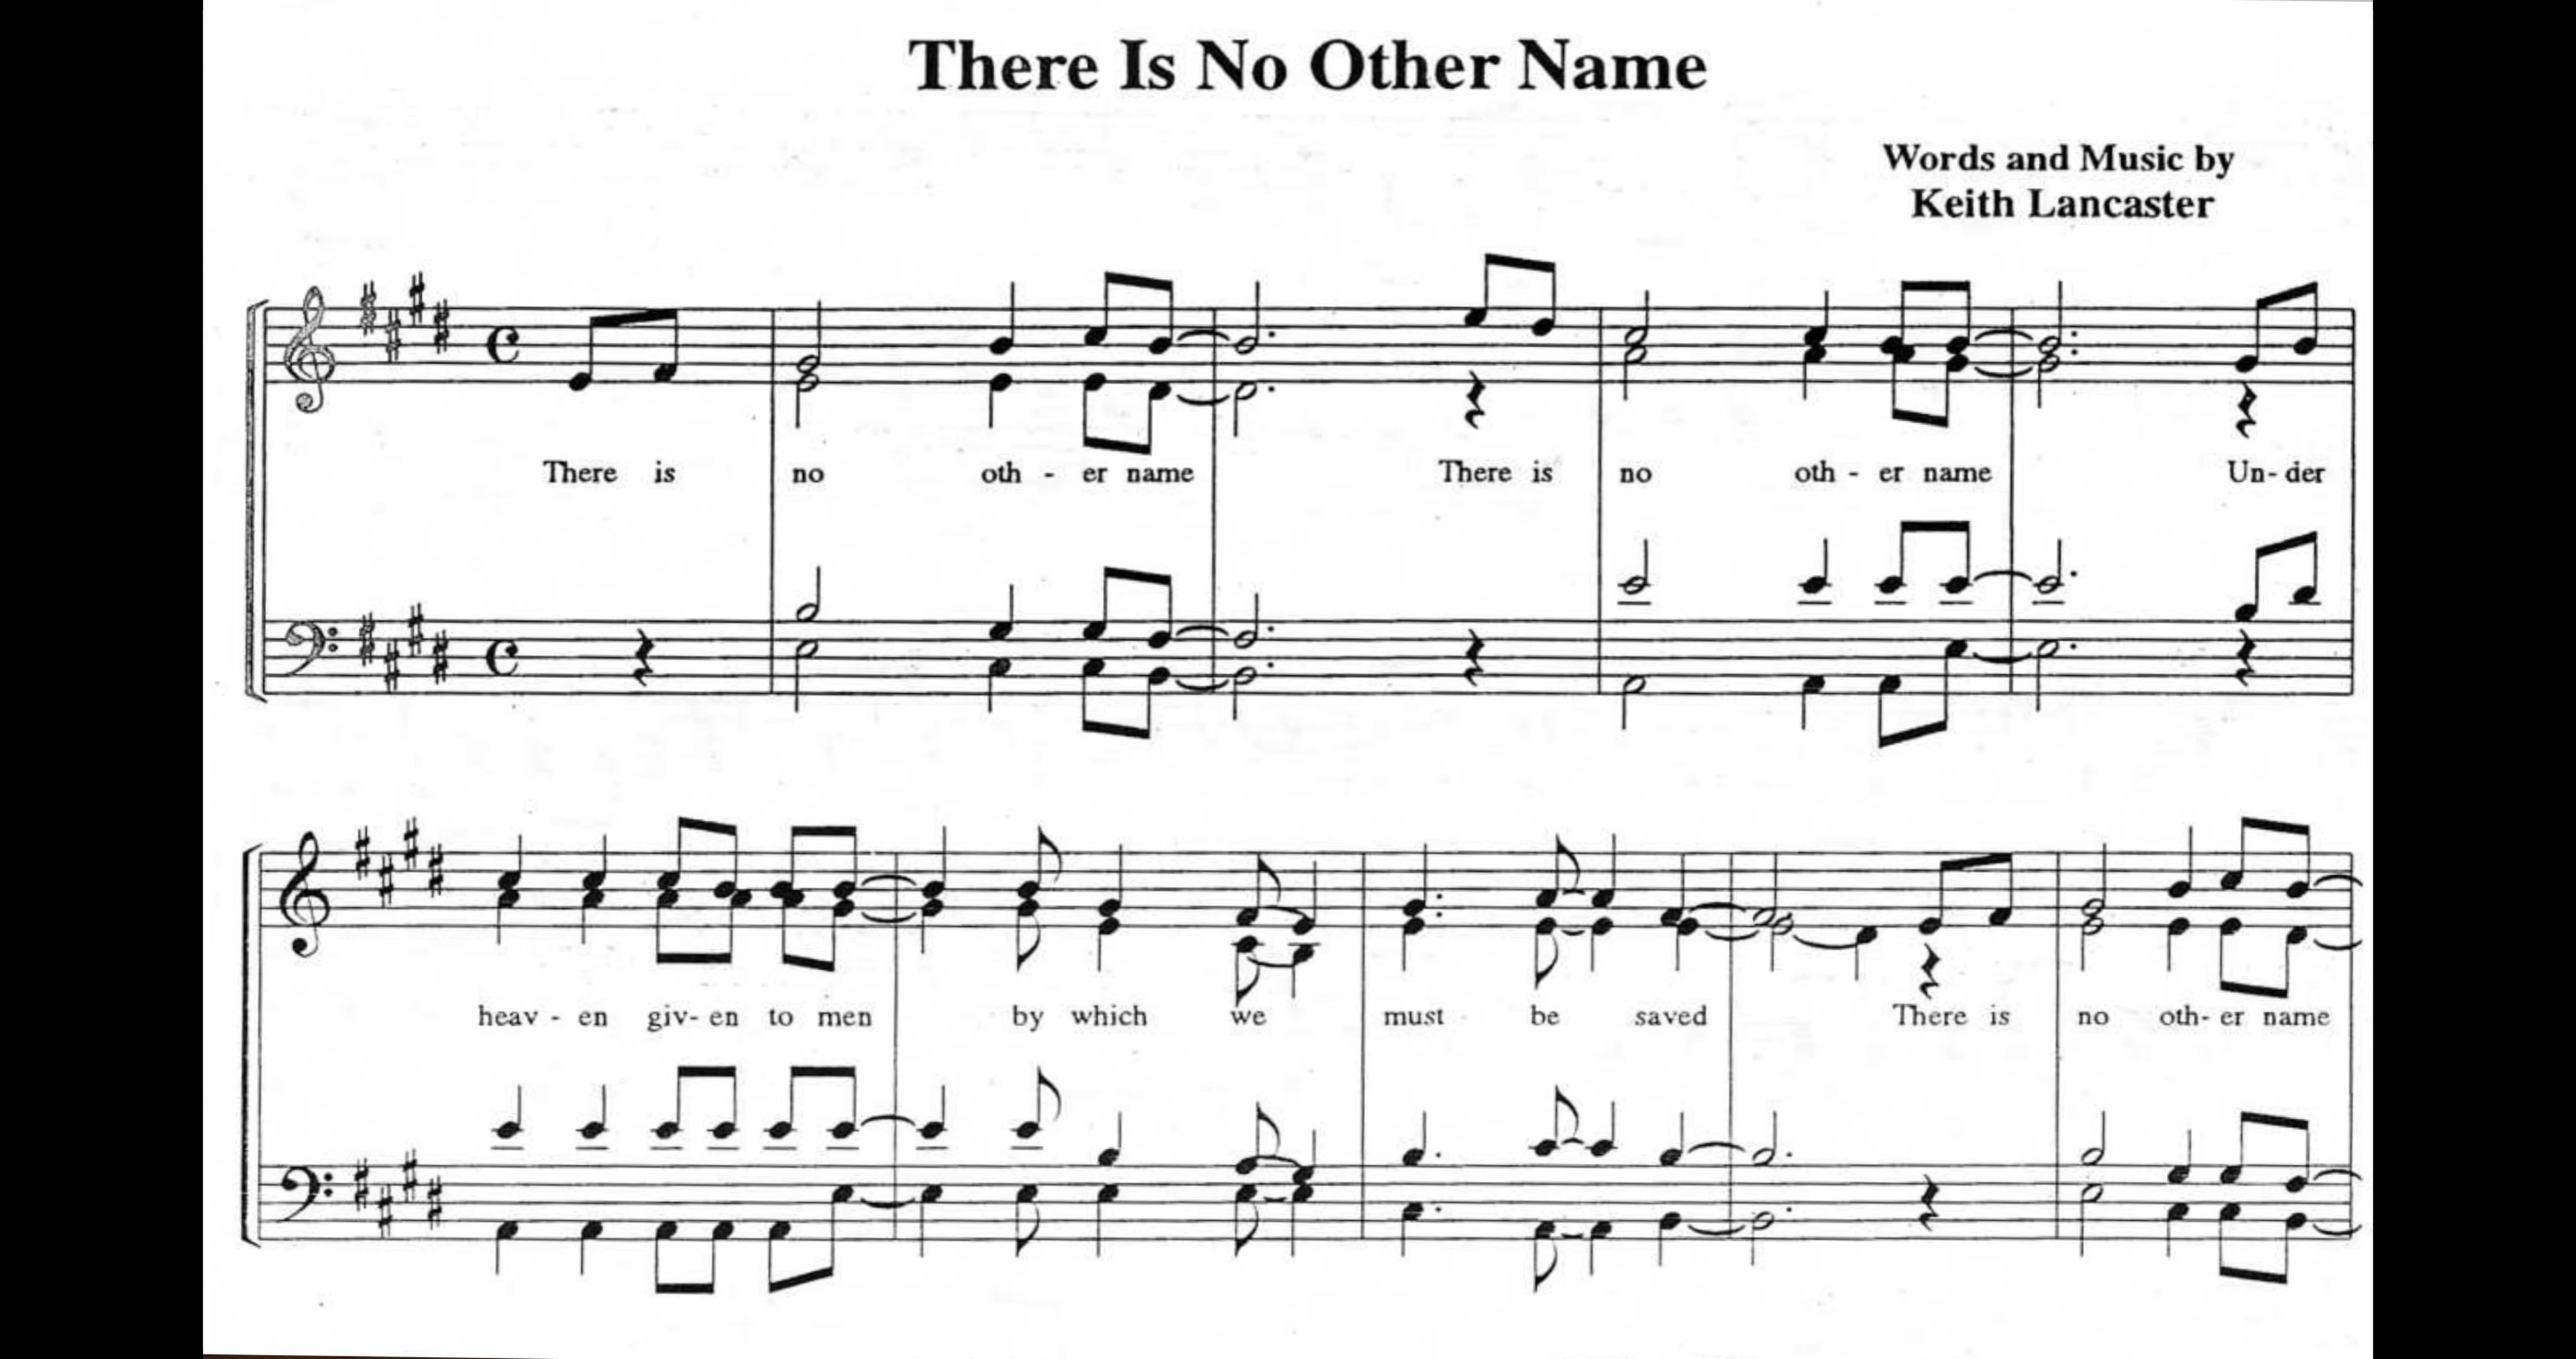 There Is No Other Name
Words and Music by
Keith Lancaster
There is no oth - er name There is no oth - er name Un- der
heav - en giv- en to men by which we must be saved There is no oth- er name